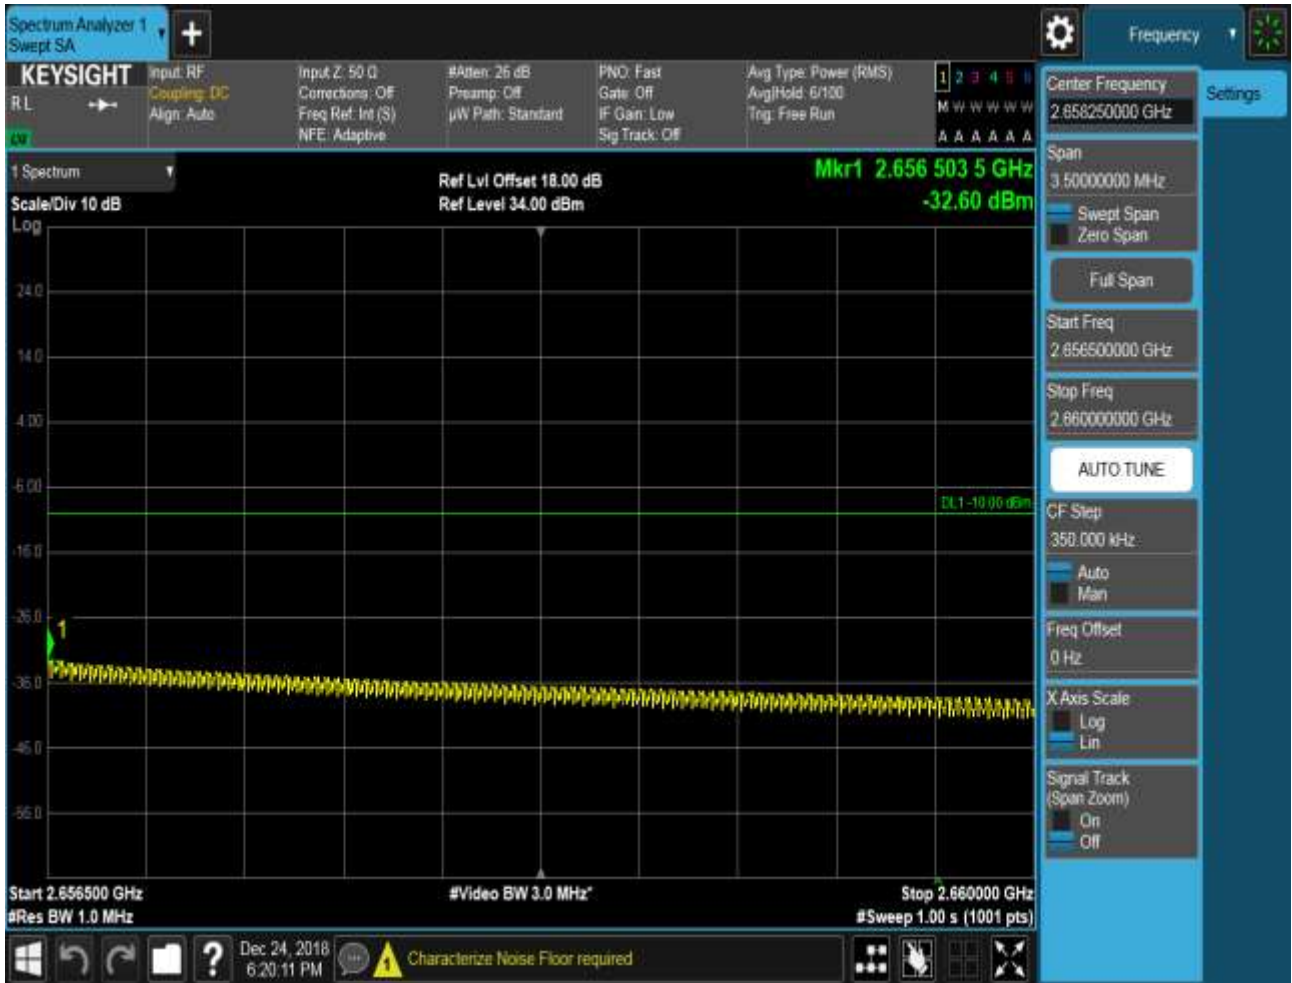 Spectrum Analyzer 1
Swept SA
+
Frequency
KEYSIGHT
RL
Input: RF
Coupling: DC
Align: Auto
Input Z: 50 Ω
Corrections: Off
Freq Ref: Int (S)
NFE: Adaptive
#Atten: 26 dB
Preamp: Off
µW Path: Standard
PNO: Fast
Gate: Off
IF Gain: Low
Sig Track: Off
Avg Type: Power (RMS)
Avg|Hold: 6/100
Trig: Free Run
1 2 3 4 5 6
M W W W W W
A A A A A A
1 Spectrum
Scale/Div 10 dB
Log
Ref Lvl Offset 18.00 dB
Ref Level 34.00 dBm
Mkr1 2.656 503 5 GHz
-32.60 dBm
24.0
14.0
4.00
-6.00
-16.0
-26.0
-36.0
-46.0
-56.0
DL1 -10.00 dBm
1
Start 2.656500 GHz
#Res BW 1.0 MHz
#Video BW 3.0 MHz*
Stop 2.660000 GHz
#Sweep 1.00 s (1001 pts)
Center Frequency
2.658250000 GHz
Settings
Span
3.50000000 MHz
Swept Span
Zero Span
Full Span
Start Freq
2.656500000 GHz
Stop Freq
2.660000000 GHz
AUTO TUNE
CF Step
350.000 kHz
Auto
Man
Freq Offset
0 Hz
X Axis Scale
Log
Lin
Signal Track
(Span Zoom)
On
Off
?
Dec 24, 2018
6:20:11 PM
1
Characterize Noise Floor required